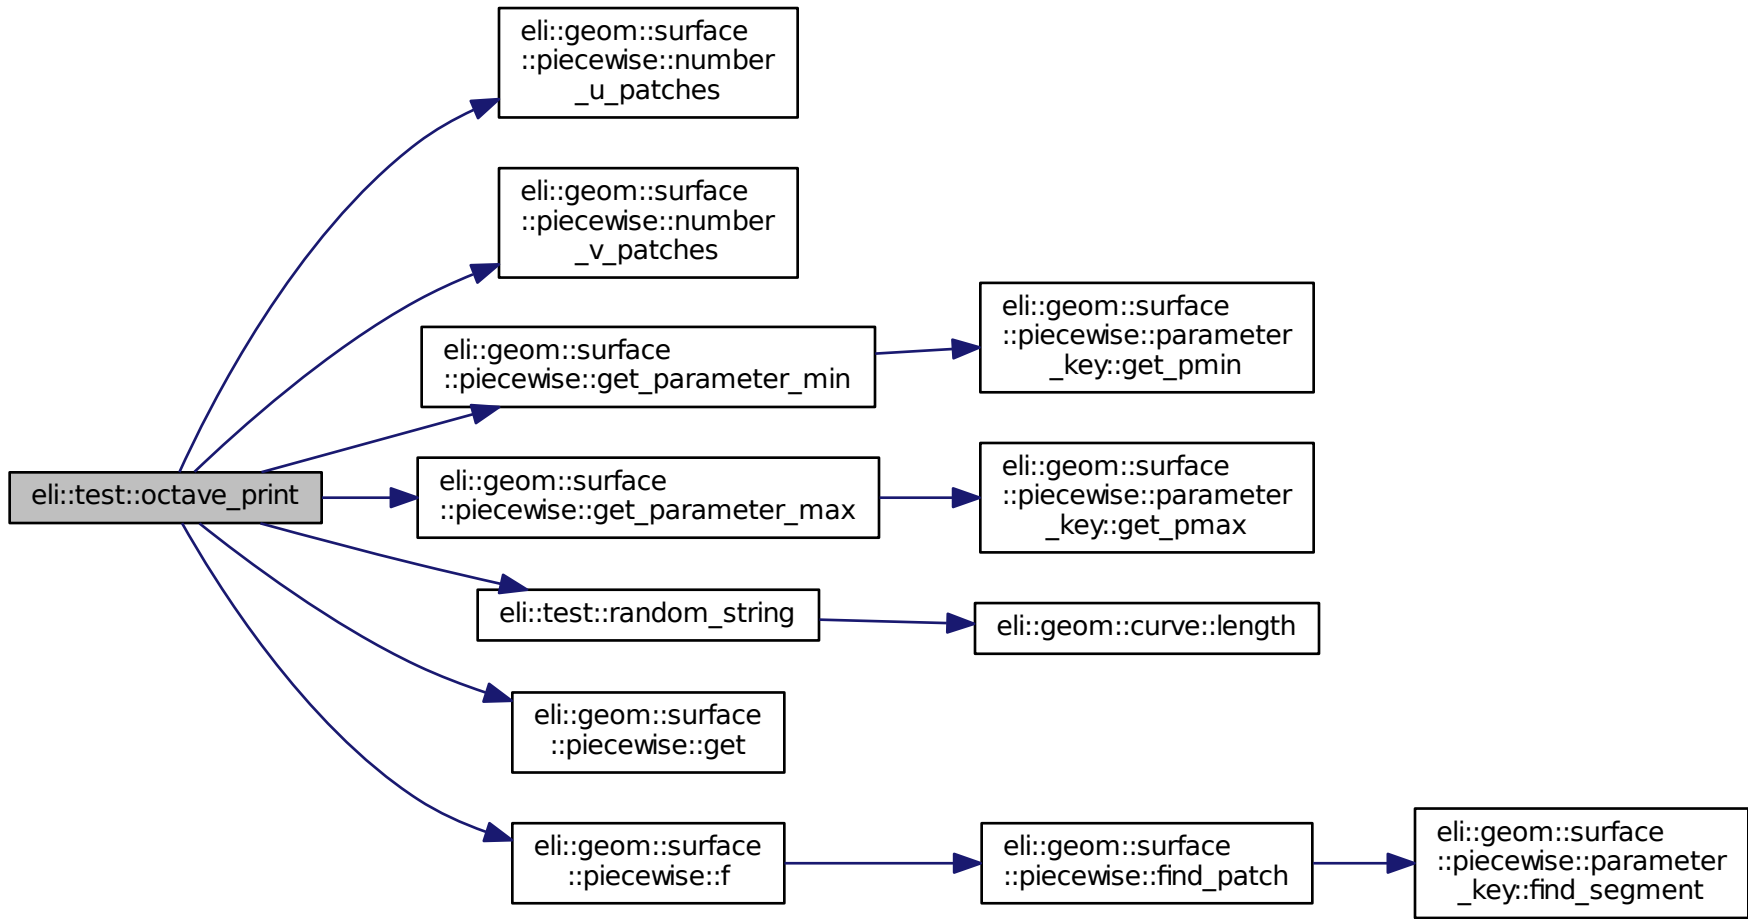 eli::geom::surface
::piecewise::number
_u_patches
eli::geom::surface
::piecewise::number
_v_patches
eli::geom::surface
::piecewise::get_parameter_min
eli::geom::surface
::piecewise::parameter
_key::get_pmin
eli::test::octave_print
eli::geom::surface
::piecewise::get_parameter_max
eli::geom::surface
::piecewise::parameter
_key::get_pmax
eli::test::random_string
eli::geom::curve::length
eli::geom::surface
::piecewise::get
eli::geom::surface
::piecewise::f
eli::geom::surface
::piecewise::find_patch
eli::geom::surface
::piecewise::parameter
_key::find_segment